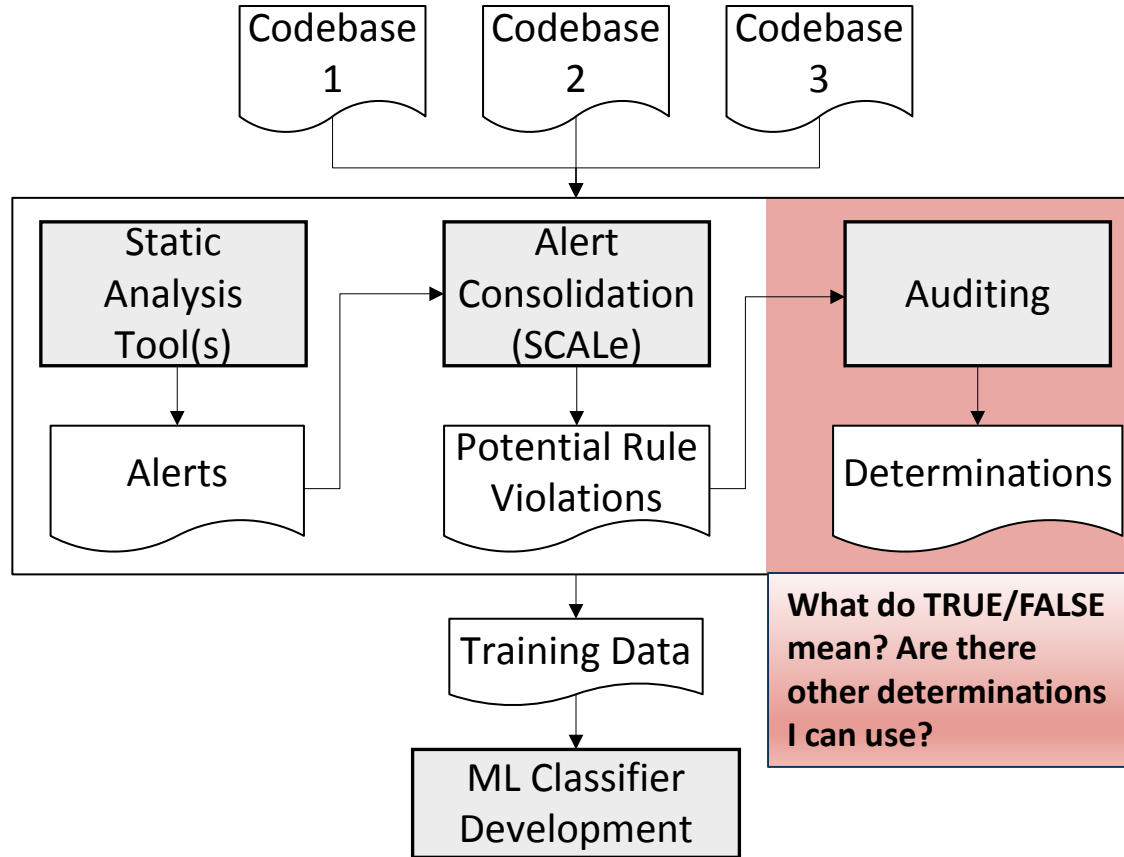 Codebase
1
Codebase
2
Codebase
3
Static
Analysis
Tool(s)
Alert
Consolidation
(SCALe)
Auditing
Alerts
Potential Rule
Violations
Determinations
What do TRUE/FALSE
mean? Are there
other determinations
I can use?
Training Data
ML Classifier
Development